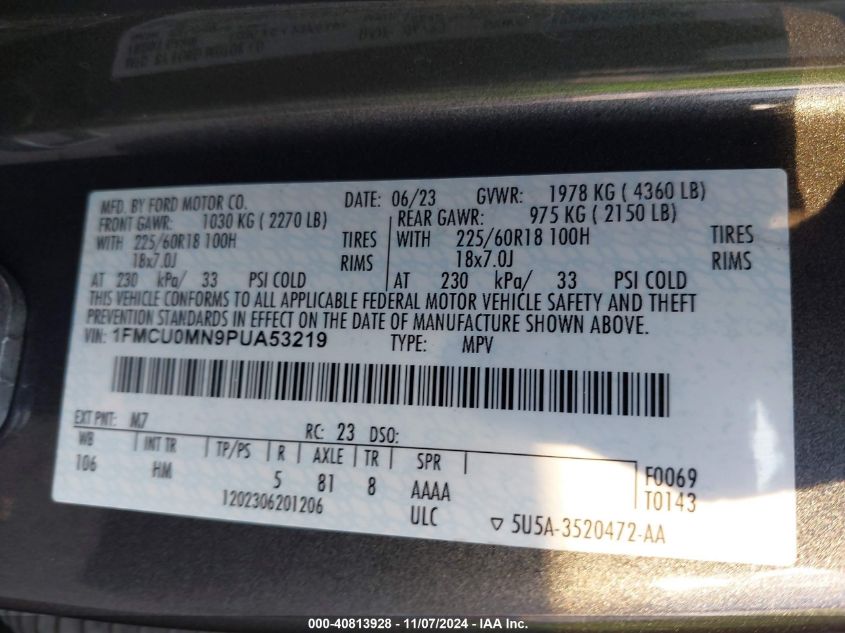 MFD. BY FORD MOTOR CO. DATE: 06/23 GVWR: 1978 KG ( 4360 LB)
FRONT GAWR: 1030 KG ( 2270 LB) REAR GAWR: 975 KG ( 2150 LB)
WITH 225/60R18 100H TIRES WITH 225/60R18 100H TIRES
18x7.0J RIMS 18x7.0J RIMS
AT 230 kPa/ 33 PSI COLD AT 230 kPa/ 33 PSI COLD
THIS VEHICLE CONFORMS TO ALL APPLICABLE FEDERAL MOTOR VEHICLE SAFETY AND THEFT
PREVENTION STANDARDS IN EFFECT ON THE DATE OF MANUFACTURE SHOWN ABOVE.
VIN: 1FMCU0MN9PUA53219 TYPE: MPV
EXT PNT: M7 RC: 23 DSO:
WB INT TR TP/PS R AXLE TR SPR
106 HM 5 81 8 AAAA F0069
1202306201206 ULC T0143
▽ 5U5A-3520472-AA
000-40813928 - 11/07/2024 - IAA Inc.